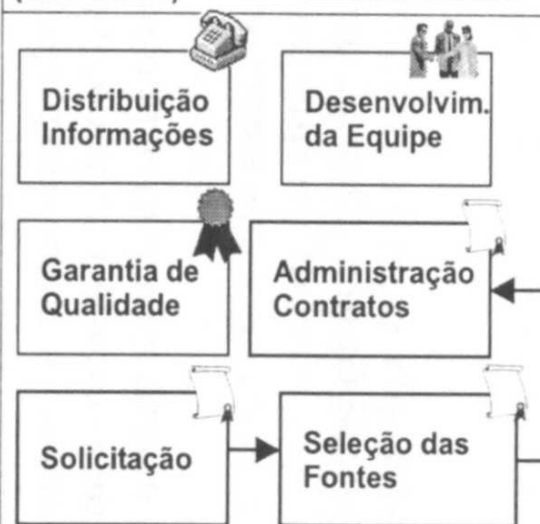 Distribuição
Informações
Desenvolvim.
da Equipe
Garantia de
Qualidade
Administração
Contratos
Solicitação
Seleção das
Fontes